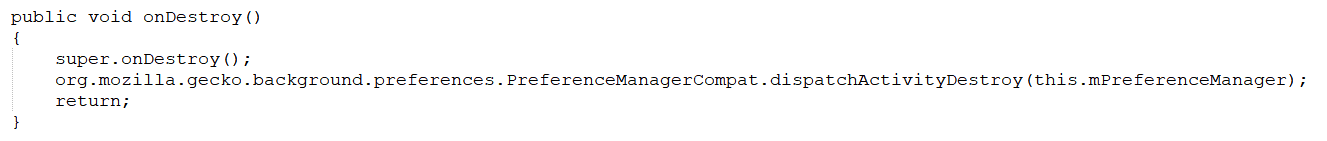 public void onDestroy()
{
    super.onDestroy();
    org.mozilla.gecko.background.preferences.PreferenceManagerCompat.dispatchActivityDestroy(this.mPreferenceManager);
    return;
}